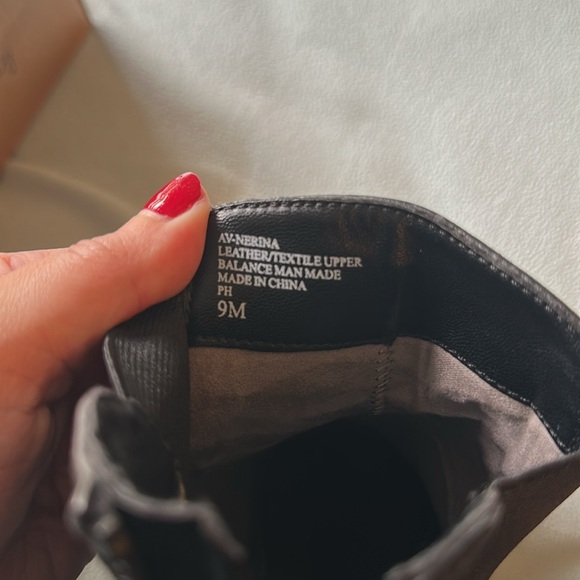 AV-NERINA
LEATHER/TEXTILE UPPER
BALANCE MAN MADE
MADE IN CHINA
PH
9M